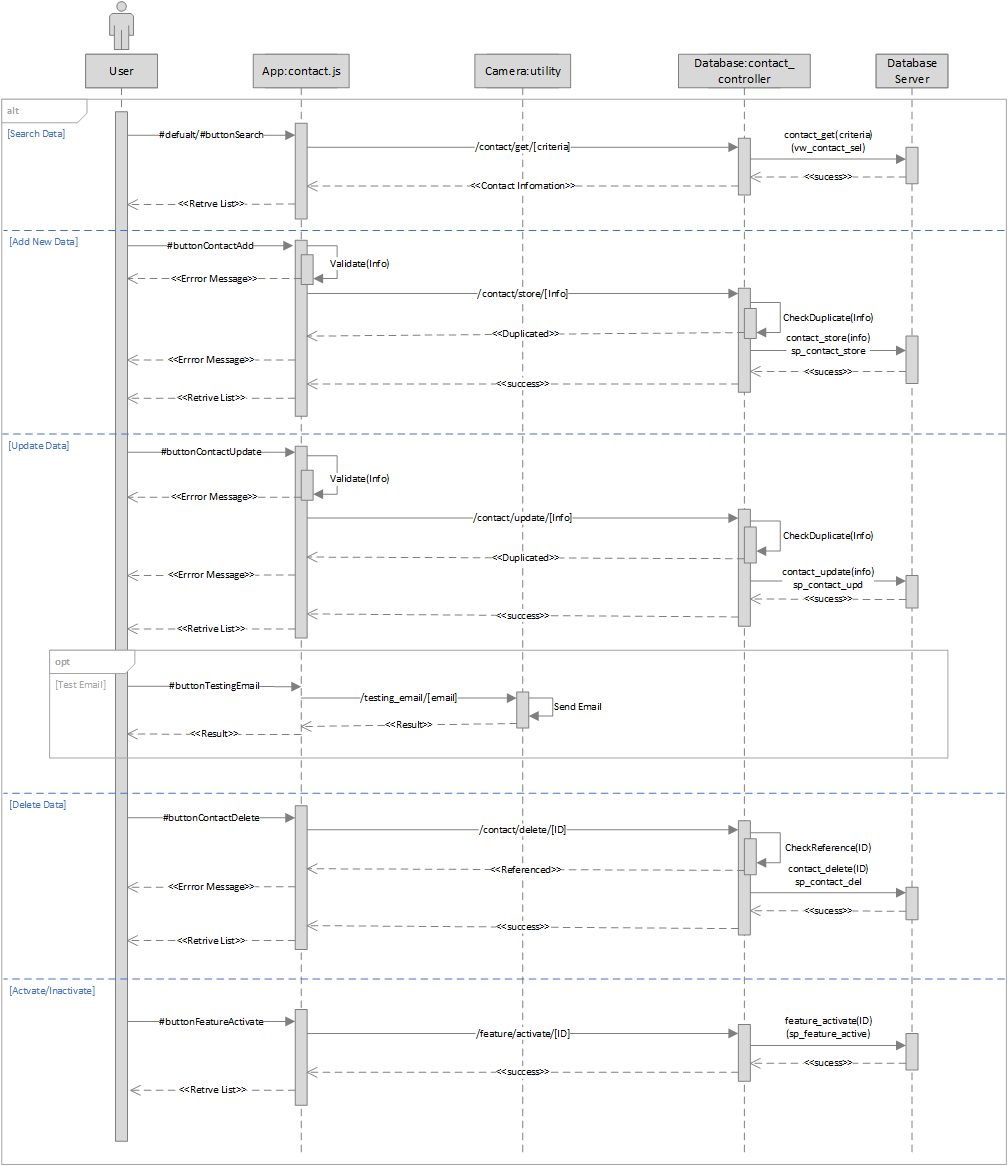 User
App:contact.js
Camera:utility
Database:contact_
controller
Database
Server
alt
[Search Data]
#defualt/#buttonSearch
/contact/get/[criteria]
contact_get(criteria)
(vw_contact_sel)
<<sucess>>
<<Contact Infomation>>
<<Retrve List>>
[Add New Data]
#buttonContactAdd
Validate(Info)
<<Errror Message>>
/contact/store/[Info]
CheckDuplicate(Info)
<<Duplicated>>
contact_store(info)
sp_contact_store
<<Errror Message>>
<<sucess>>
<<success>>
<<Retrive List>>
[Update Data]
#buttonContactUpdate
Validate(Info)
<<Errror Message>>
/contact/update/[Info]
CheckDuplicate(Info)
<<Duplicated>>
<<Errror Message>>
contact_update(info)
sp_contact_upd
<<sucess>>
<<success>>
<<Retrive List>>
opt
[Test Email]
#buttonTestingEmail
/testing_email/[email]
Send Email
<<Result>>
<<Result>>
[Delete Data]
#buttonContactDelete
/contact/delete/[ID]
CheckReference(ID)
<<Referenced>>
contact_delete(ID)
sp_contact_del
<<Errror Message>>
<<sucess>>
<<success>>
<<Retrive List>>
[Actvate/Inactivate]
#buttonFeatureActivate
/feature/activate/[ID]
feature_activate(ID)
(sp_feature_active)
<<sucess>>
<<success>>
<<Retrve List>>